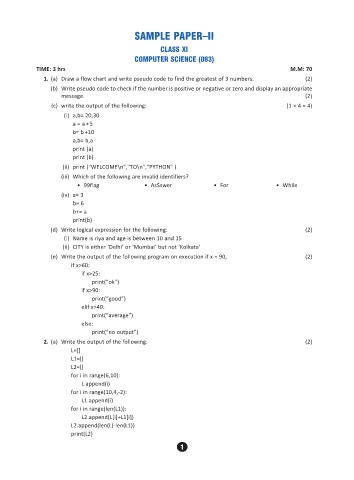 SAMPLE PAPER–II
CLASS XI
COMPUTER SCIENCE (083)
TIME: 3 hrs M.M: 70
1. (a) Draw a flow chart and write pseudo code to find the greatest of 3 numbers. (2)
(b) Write pseudo code to check if the number is positive or negative or zero and display an appropriate
message. (2)
(c) write the output of the following: (1 × 4 = 4)
(i) a,b= 20,30
a = a+5
b= b+10
a,b= b,a
print (a)
print (b)
(ii) print ("WELCOME\n","TO\n","PYTHON" )
(iii) Which of the following are invalid identifiers?
• 99flag • AsSswer • For • While
(iv) a= 3
b= 6
b+= a
print(b)
(d) Write logical expression for the following: (2)
(i) Name is riya and age is between 10 and 15
(ii) CITY is either 'Delhi' or 'Mumbai' but not 'Kolkata'
(e) Write the output of the following program on execution if x = 90, (2)
if x>60:
if x>25:
print("ok")
if x>90:
print("good")
elif x>40:
print("average")
else:
print("no output")
2. (a) Write the output of the following: (2)
L=[]
L1=[]
L2=[]
for i in range(6,10):
L.append(i)
for i in range(10,4,-2):
L1.append(i)
for i in range(len(L1)):
L2.append(L[i]+L1[i])
L2.append(len(L)-len(L1))
print(L2)
1